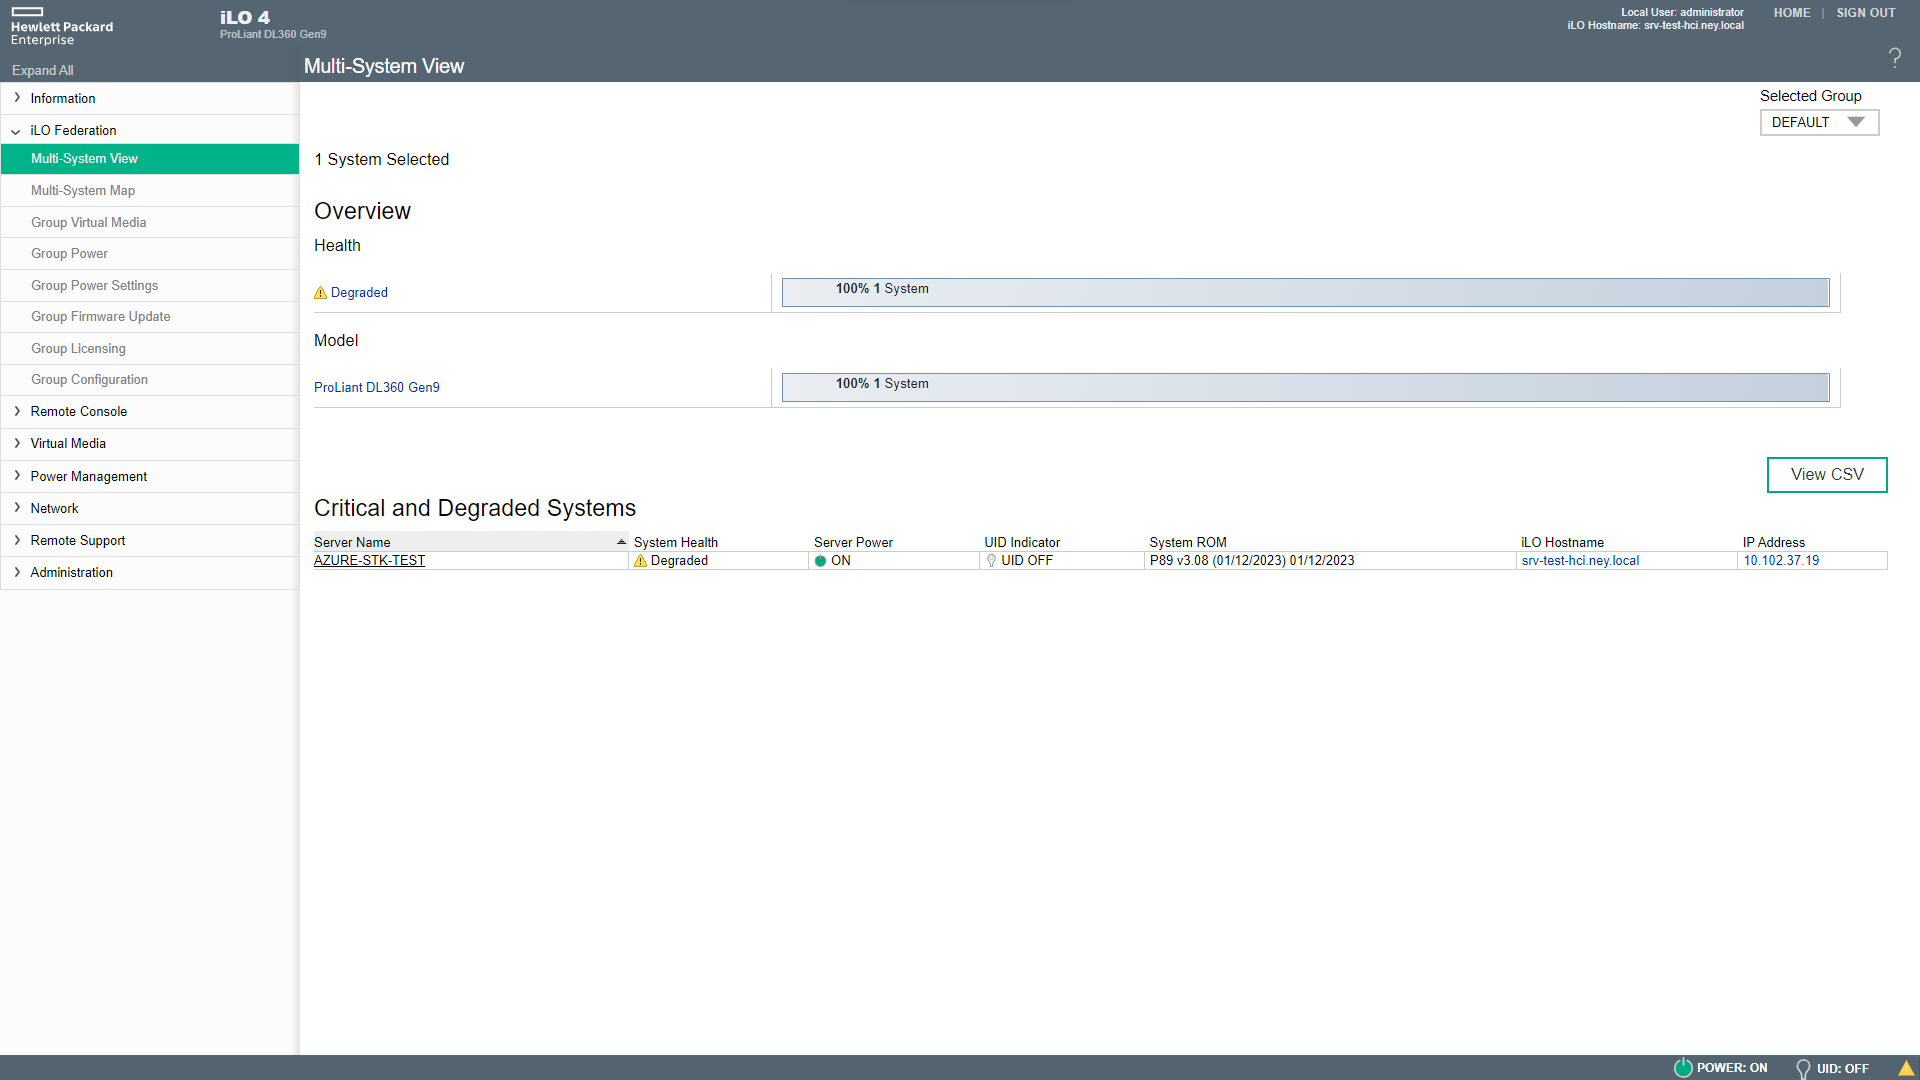 Hewlett Packard
Enterprise
iLO 4
ProLiant DL360 Gen9
Local User: administrator
iLO Hostname: srv-test-hci.ney.local
HOME | SIGN OUT
?
Expand All
Multi-System View
Information
iLO Federation
Multi-System View
Multi-System Map
Group Virtual Media
Group Power
Group Power Settings
Group Firmware Update
Group Licensing
Group Configuration
Remote Console
Virtual Media
Power Management
Network
Remote Support
Administration
Selected Group
DEFAULT
1 System Selected
Overview
Health
Degraded 100% 1 System
Model
ProLiant DL360 Gen9 100% 1 System
View CSV
Critical and Degraded Systems
Server Name System Health Server Power UID Indicator System ROM iLO Hostname IP Address
AZURE-STK-TEST Degraded ON UID OFF P89 v3.08 (01/12/2023) 01/12/2023 srv-test-hci.ney.local 10.102.37.19
POWER: ON UID: OFF